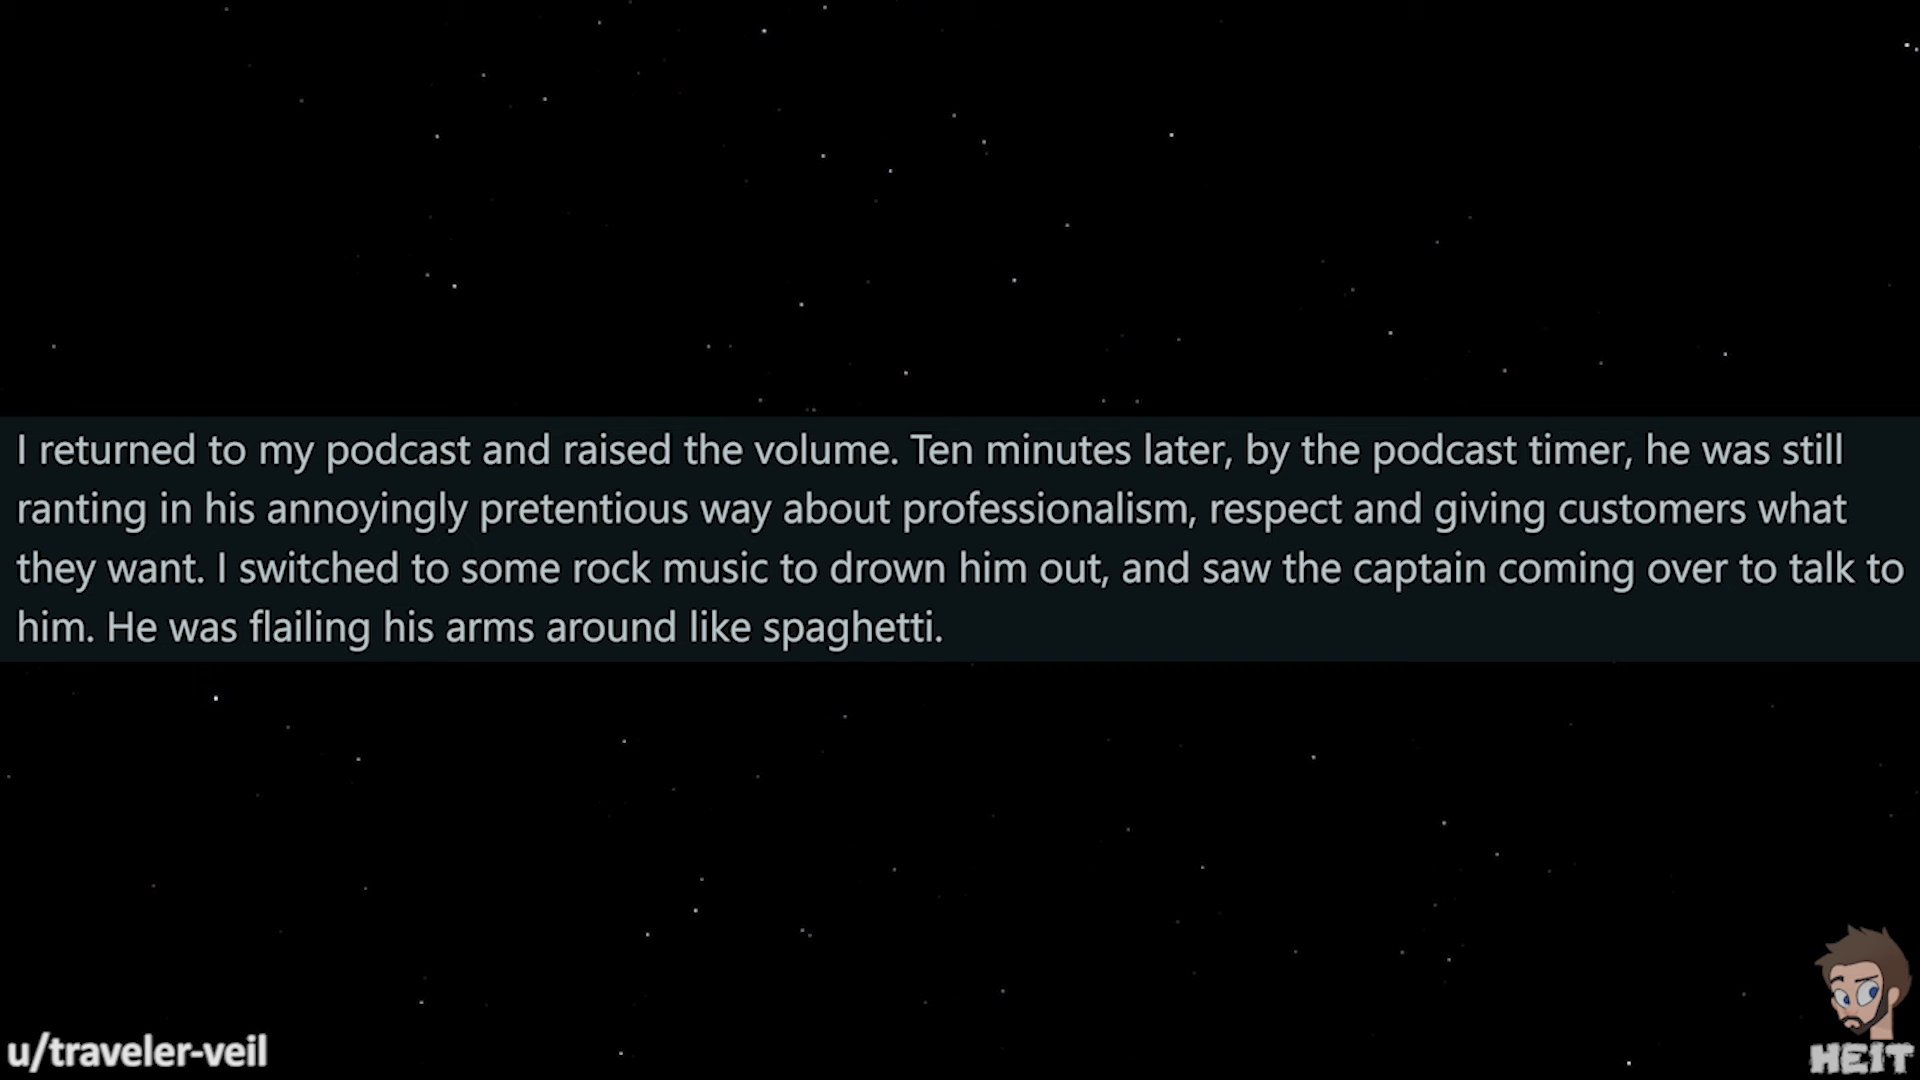 I returned to my podcast and raised the volume. Ten minutes later, by the podcast timer, he was still
ranting in his annoyingly pretentious way about professionalism, respect and giving customers what
they want. I switched to some rock music to drown him out, and saw the captain coming over to talk to
him. He was flailing his arms around like spaghetti.
u/traveler-veil
HEIT